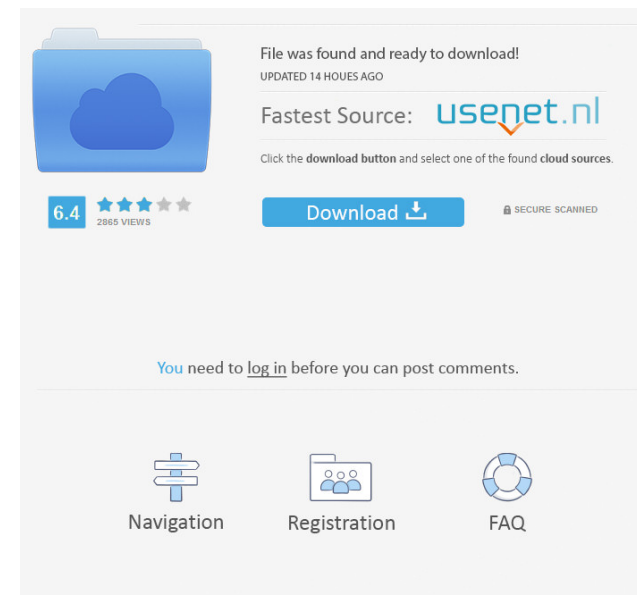 File was found and ready to download!
UPDATED 14 HOUES AGO
Fastest Source: usenet.nl
Click the download button and select one of the found cloud sources.
6.4
2865 VIEWS
Download
SECURE SCANNED
You need to log in before you can post comments.
Navigation
Registration
FAQ